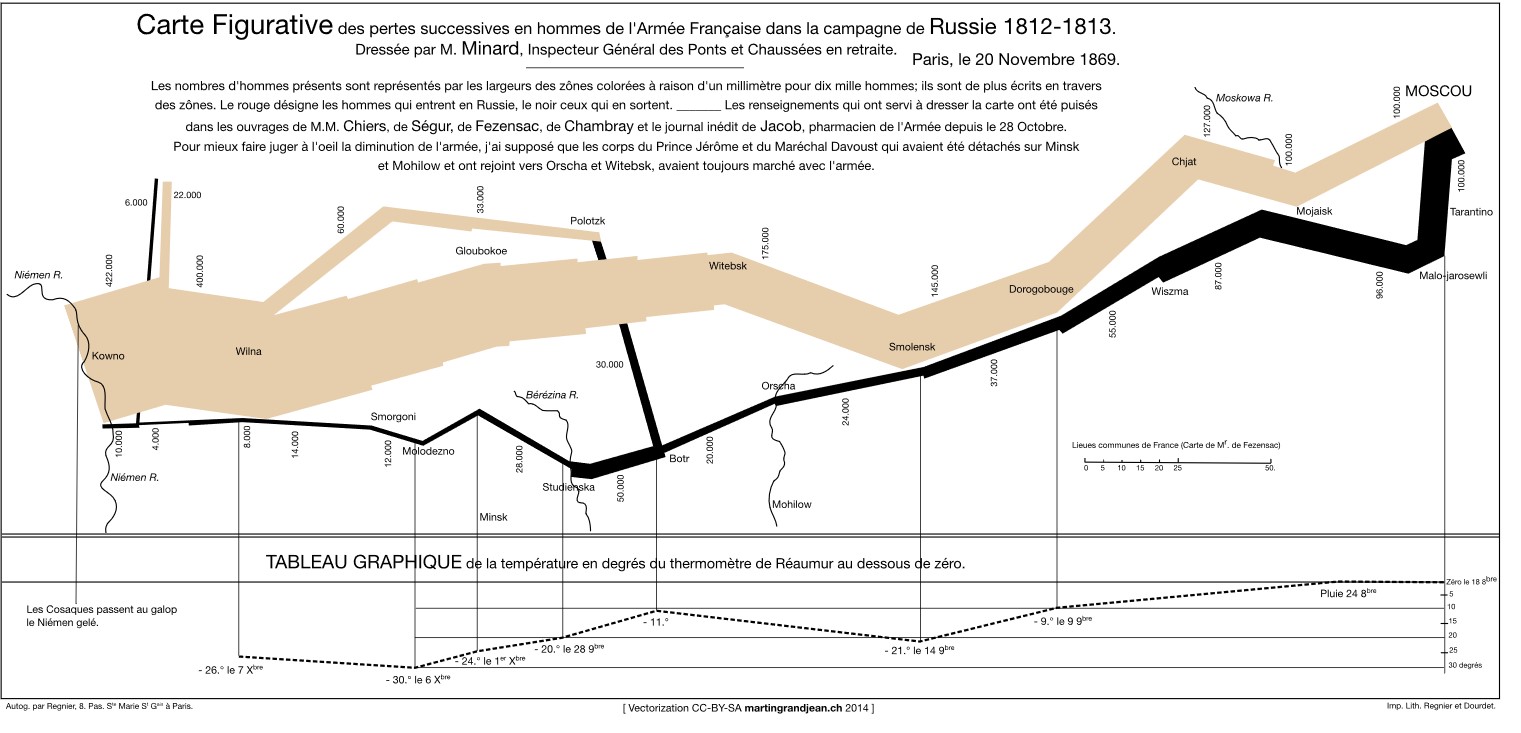 Carte Figurative des pertes successives en hommes de l'Armée Française dans la campagne de Russie 1812-1813.
Dressée par M. Minard, Inspecteur Général des Ponts et Chaussées en retraite.
Paris, le 20 Novembre 1869.
Les nombres d'hommes présents sont représentés par les largeurs des zônes colorées à raison d'un millimètre pour dix mille hommes; ils sont de plus écrits en travers
des zônes. Le rouge désigne les hommes qui entrent en Russie, le noir ceux qui en sortent. _______ Les renseignements qui ont servi à dresser la carte ont été puisés
dans les ouvrages de M.M. Chiers, de Ségur, de Fezensac, de Chambray et le journal inédit de Jacob, pharmacien de l'Armée depuis le 28 Octobre.
Pour mieux faire juger à l'oeil la diminution de l'armée, j'ai supposé que les corps du Prince Jérôme et du Maréchal Davoust qui avaient été détachés sur Minsk
et Mohilow et ont rejoint vers Orscha et Witebsk, avaient toujours marché avec l'armée.
MOSCOU
100.000
Moskowa R.
127.000
100.000
Chjat
100.000
Mojaisk
Tarantino
6.000
22.000
60.000
33.000
Polotzk
Gloubokoe
175.000
Witebsk
Niémen R.
422.000
400.000
145.000
Dorogobouge
Wiszma
87.000
96.000
Malo-jarosewli
55.000
Kowno
Wilna
Smolensk
30.000
37.000
Orscha
Bérézina R.
24.000
Smorgoni
10.000
4.000
8.000
14.000
12.000
Molodezno
28.000
20.000
Botr
Studienska
50.000
Niémen R.
Minsk
Mohilow
Lieues communes de France (Carte de Mr. de Fezensac)
0 5 10 15 20 25 50.
TABLEAU GRAPHIQUE de la température en degrés du thermomètre de Réaumur au dessous de zéro.
Les Cosaques passent au galop
le Niémen gelé.
Zéro le 18 8bre
Pluie 24 8bre
5
10
15
20
25
30 degrés
- 26.° le 7 Xbre
- 30.° le 6 Xbre
- 24.° le 1er Xbre
- 20.° le 28 9bre
- 11.°
- 21.° le 14 9bre
- 9.° le 9 9bre
Autog. par Regnier, 8. Pas. Ste Marie St Gain à Paris.
[ Vectorization CC-BY-SA martingrandjean.ch 2014 ]
Imp. Lith. Regnier et Dourdet.